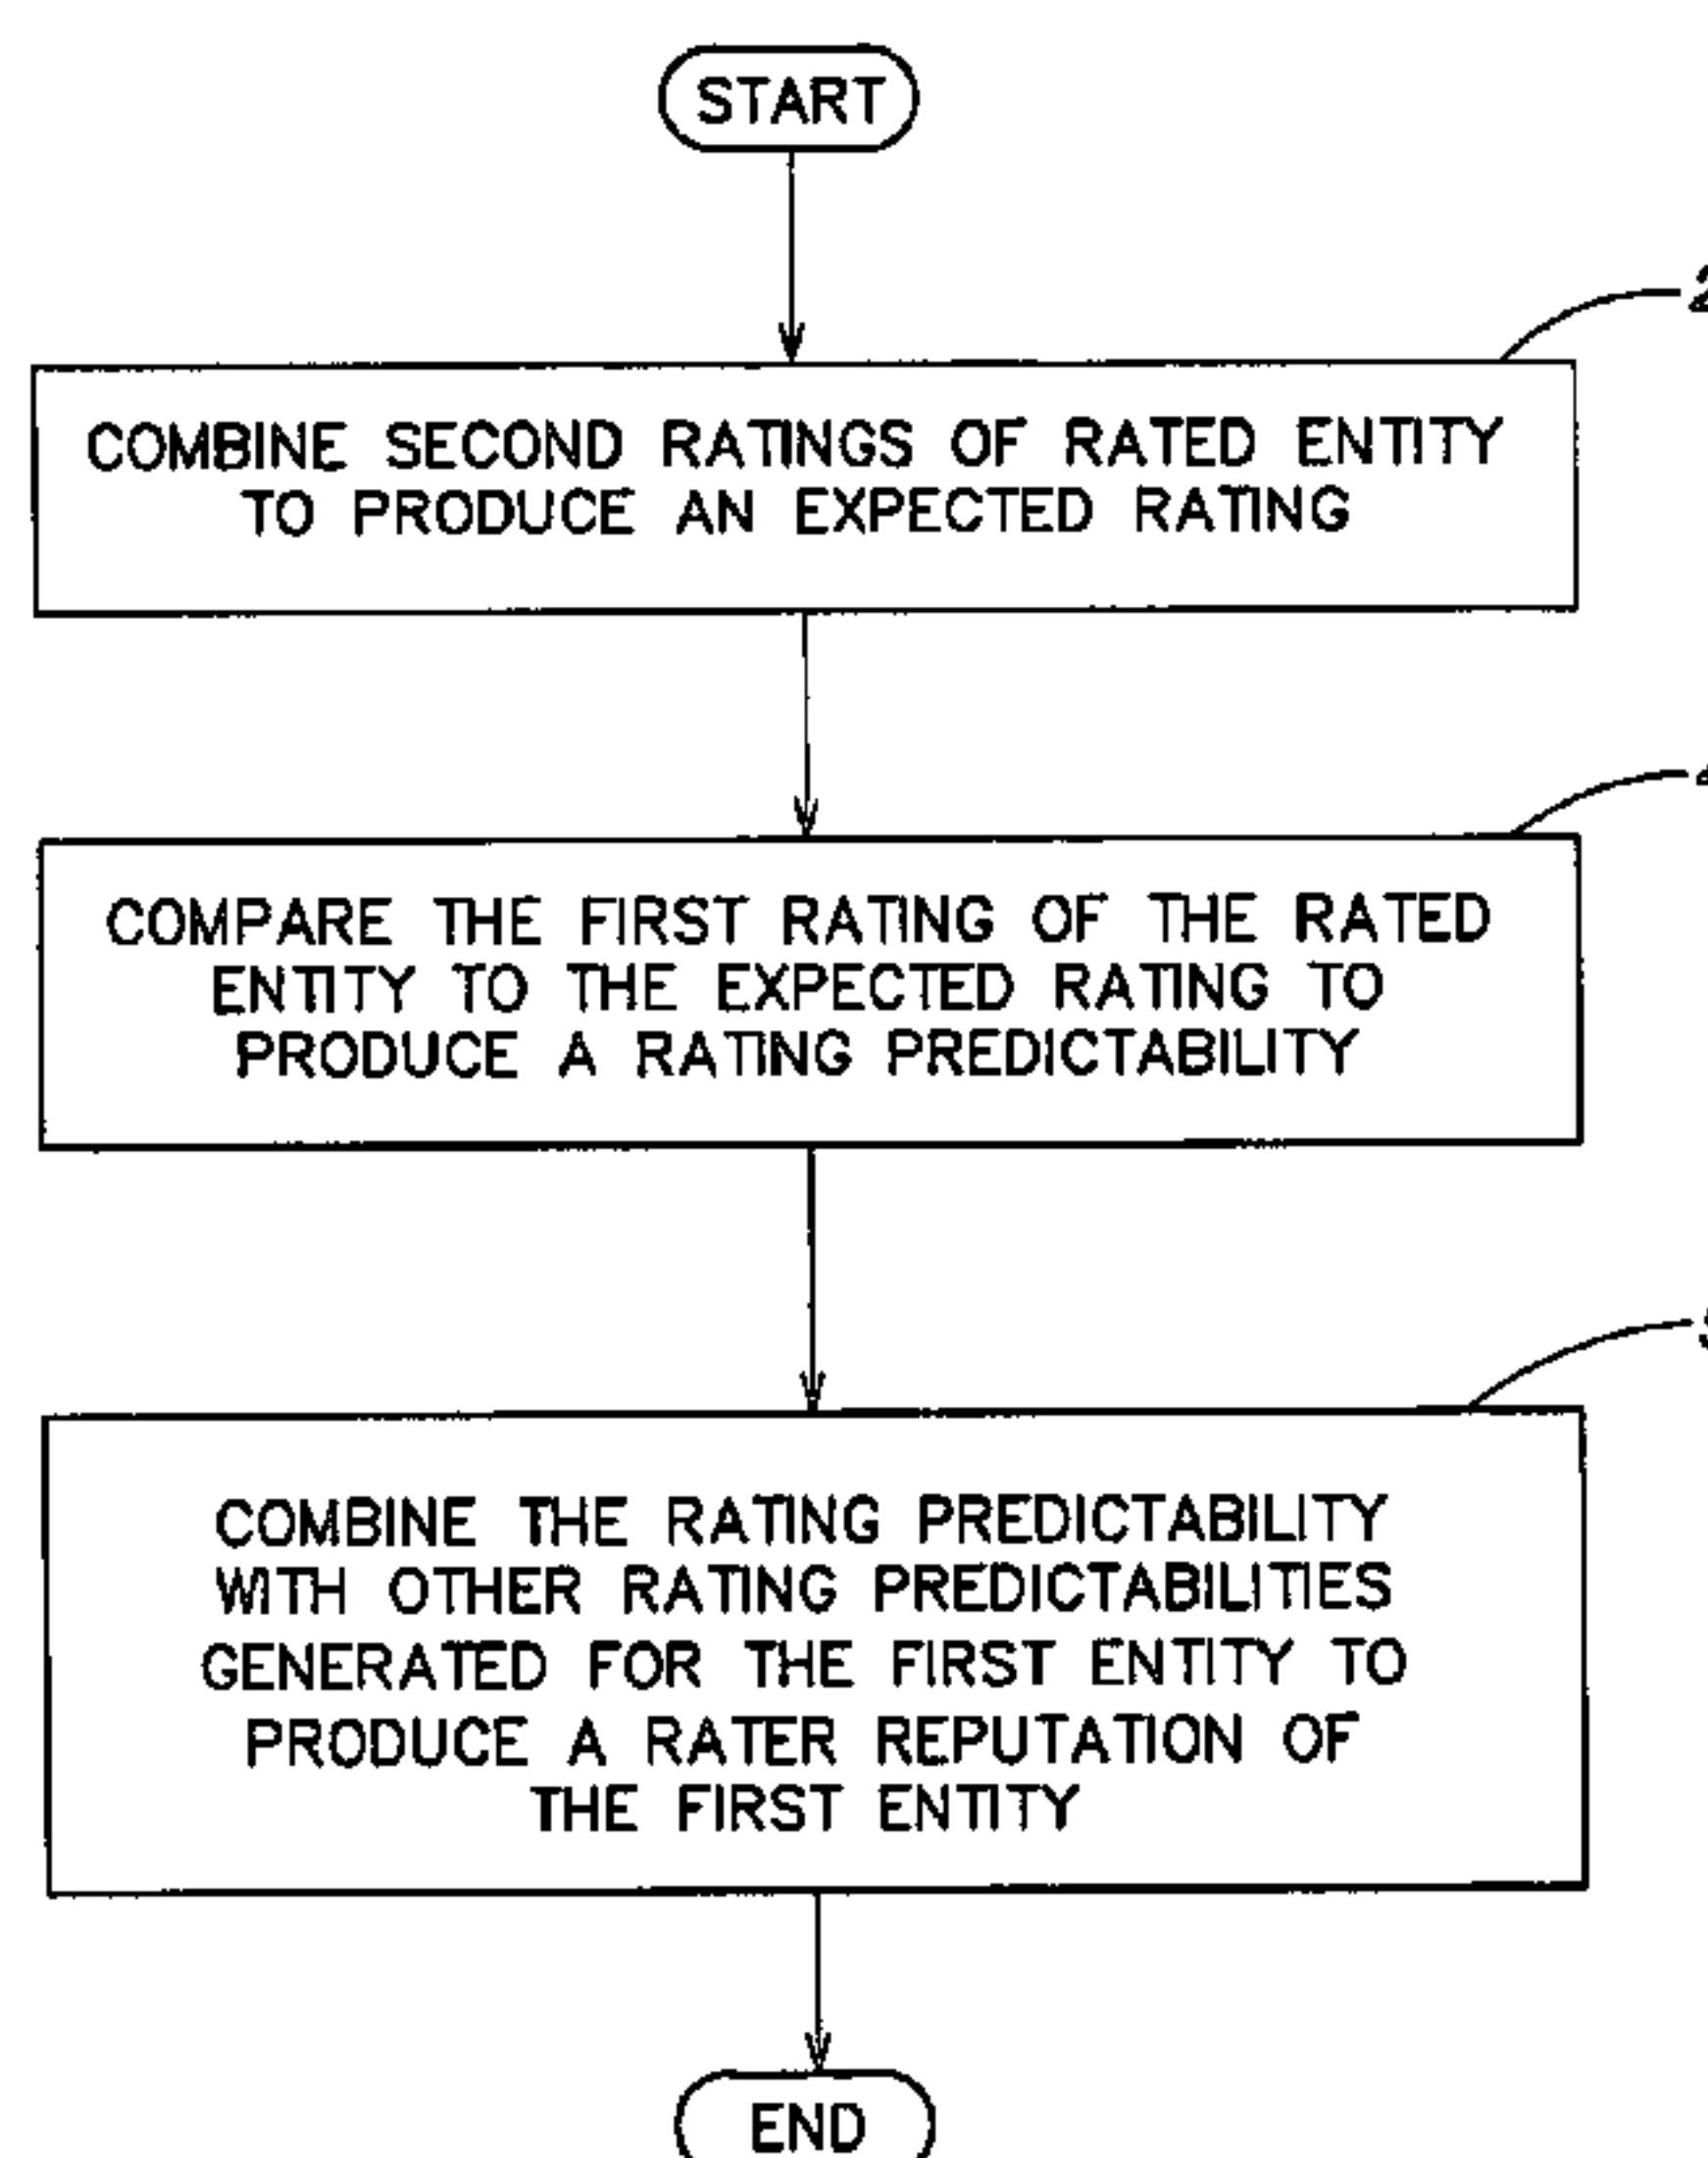 START
COMBINE SECOND RATINGS OF RATED ENTITY
TO PRODUCE AN EXPECTED RATING
COMPARE THE FIRST RATING OF THE RATED
ENTITY TO THE EXPECTED RATING TO
PRODUCE A RATING PREDICTABILITY
COMBINE THE RATING PREDICTABILITY
WITH OTHER RATING PREDICTABILITIES
GENERATED FOR THE FIRST ENTITY TO
PRODUCE A RATER REPUTATION OF
THE FIRST ENTITY
END